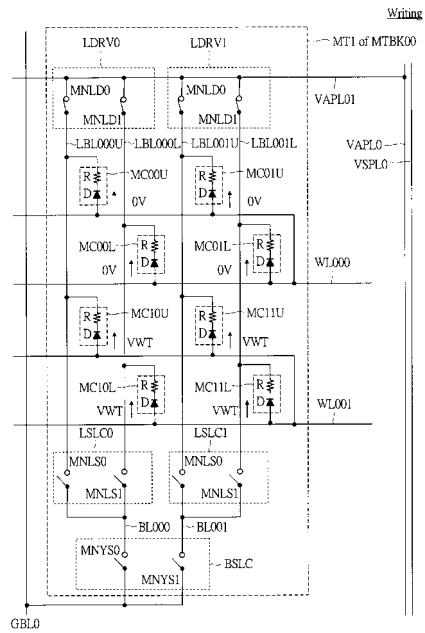 Writing
LDRV0 LDRV1 MT1 of MTBK00
MNLD0 MNLD0
VAPL01
MNLD1 MNLD1
VAPL0
LBL000U LBL000L LBL001U LBL001L
VSPL0
MC00U MC01U
R R
D D
0V 0V
MC00L MC01L
R R
D D
WL000
0V 0V
MC10U MC11U
R R
D D
VWT VWT
MC10L MC11L
R R
D D
VWT VWT
WL001
LSLC0 LSLC1
MNLS0 MNLS0
MNLS1 MNLS1
BL000 BL001
MNYS0
BSLC
MNYS1
GBL0